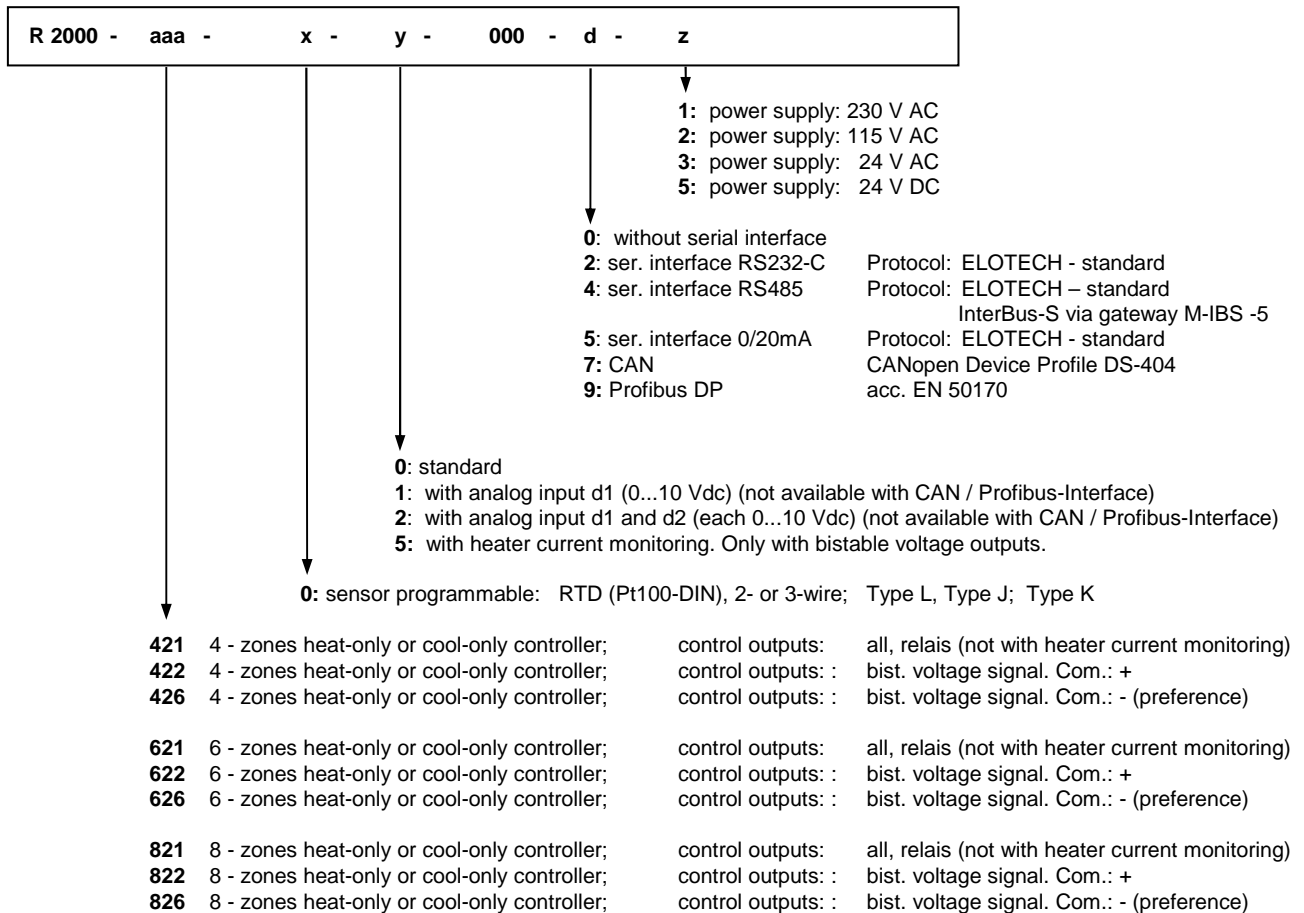 R 2000 - aaa - x - y - 000 - d - z
1: power supply: 230 V AC
2: power supply: 115 V AC
3: power supply: 24 V AC
5: power supply: 24 V DC
0: without serial interface
2: ser. interface RS232-C Protocol: ELOTECH - standard
4: ser. interface RS485 Protocol: ELOTECH – standard
InterBus-S via gateway M-IBS -5
5: ser. interface 0/20mA Protocol: ELOTECH - standard
7: CAN CANopen Device Profile DS-404
9: Profibus DP acc. EN 50170
0: standard
1: with analog input d1 (0...10 Vdc) (not available with CAN / Profibus-Interface)
2: with analog input d1 and d2 (each 0...10 Vdc) (not available with CAN / Profibus-Interface)
5: with heater current monitoring. Only with bistable voltage outputs.
0: sensor programmable: RTD (Pt100-DIN), 2- or 3-wire; Type L, Type J; Type K
421 4 - zones heat-only or cool-only controller; control outputs: all, relais (not with heater current monitoring)
422 4 - zones heat-only or cool-only controller; control outputs: : bist. voltage signal. Com.: +
426 4 - zones heat-only or cool-only controller; control outputs: : bist. voltage signal. Com.: - (preference)
621 6 - zones heat-only or cool-only controller; control outputs: all, relais (not with heater current monitoring)
622 6 - zones heat-only or cool-only controller; control outputs: : bist. voltage signal. Com.: +
626 6 - zones heat-only or cool-only controller; control outputs: : bist. voltage signal. Com.: - (preference)
821 8 - zones heat-only or cool-only controller; control outputs: all, relais (not with heater current monitoring)
822 8 - zones heat-only or cool-only controller; control outputs: : bist. voltage signal. Com.: +
826 8 - zones heat-only or cool-only controller; control outputs: : bist. voltage signal. Com.: - (preference)